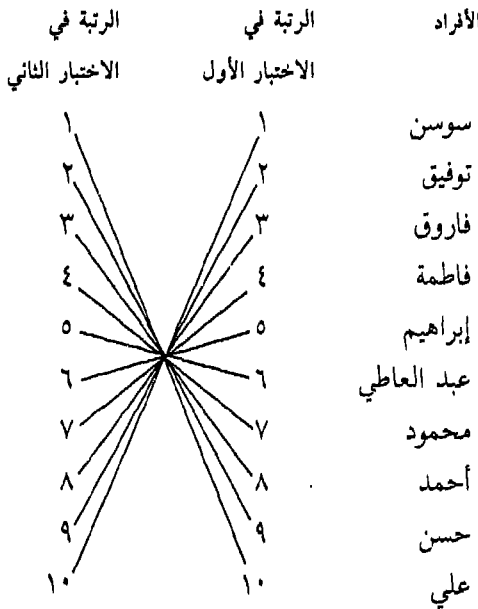 الأفراد الرتبة في الرتبة في
الاختبار الأول الاختبار الثاني
سوسن ١ ١
توفيق ٢ ٢
فاروق ٣ ٣
فاطمة ٤ ٤
إبراهيم ٥ ٥
عبد العاطي ٦ ٦
محمود ٧ ٧
أحمد ٨ ٨
حسن ٩ ٩
علي ١٠ ١٠